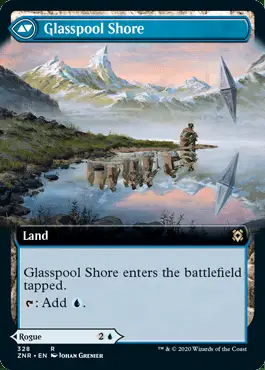 Glasspool Shore
Land
Glasspool Shore enters the battlefield
tapped.
: Add .
Rogue 2
328 R
ZNR • EN Johan Grenier ™ & © 2020 Wizards of the Coast